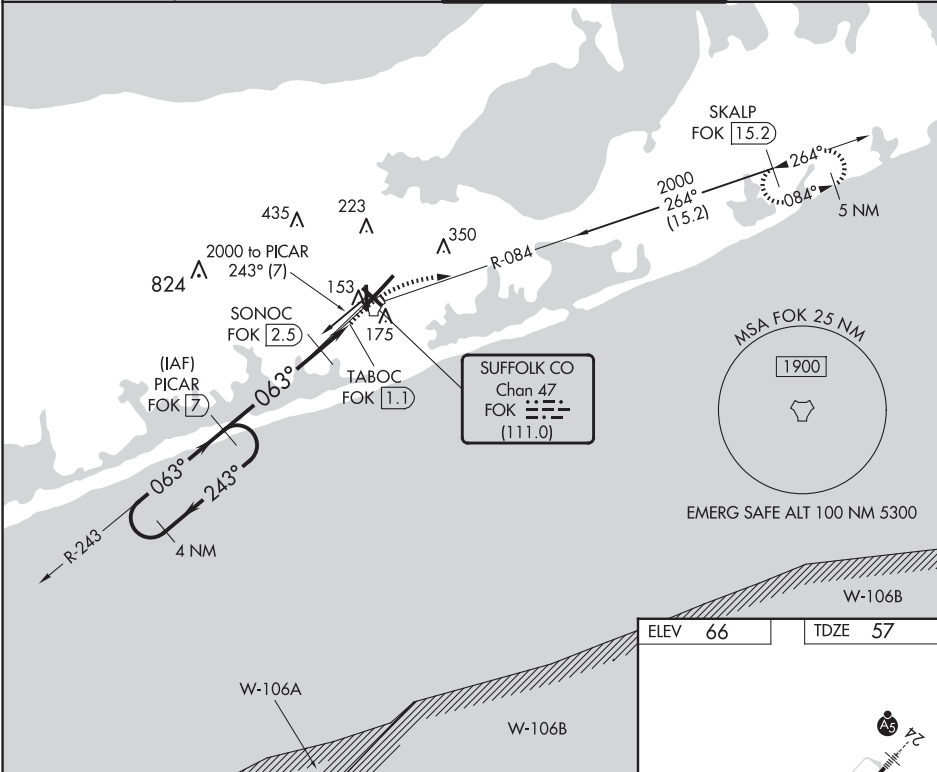 SKALP
FOK 15.2
264°
084°
5 NM
2000
264°
(15.2)
R-084
435
223
350
2000 to PICAR
243° (7)
824
153
175
SONOC
FOK 2.5
TABOC
FOK 1.1
(IAF)
PICAR
FOK 7
063°
063°
243°
4 NM
R-243
SUFFOLK CO
Chan 47
FOK
(111.0)
MSA FOK 25 NM
1900
EMERG SAFE ALT 100 NM 5300
W-106B
W-106A
W-106B
ELEV 66
TDZE 57
A5
24